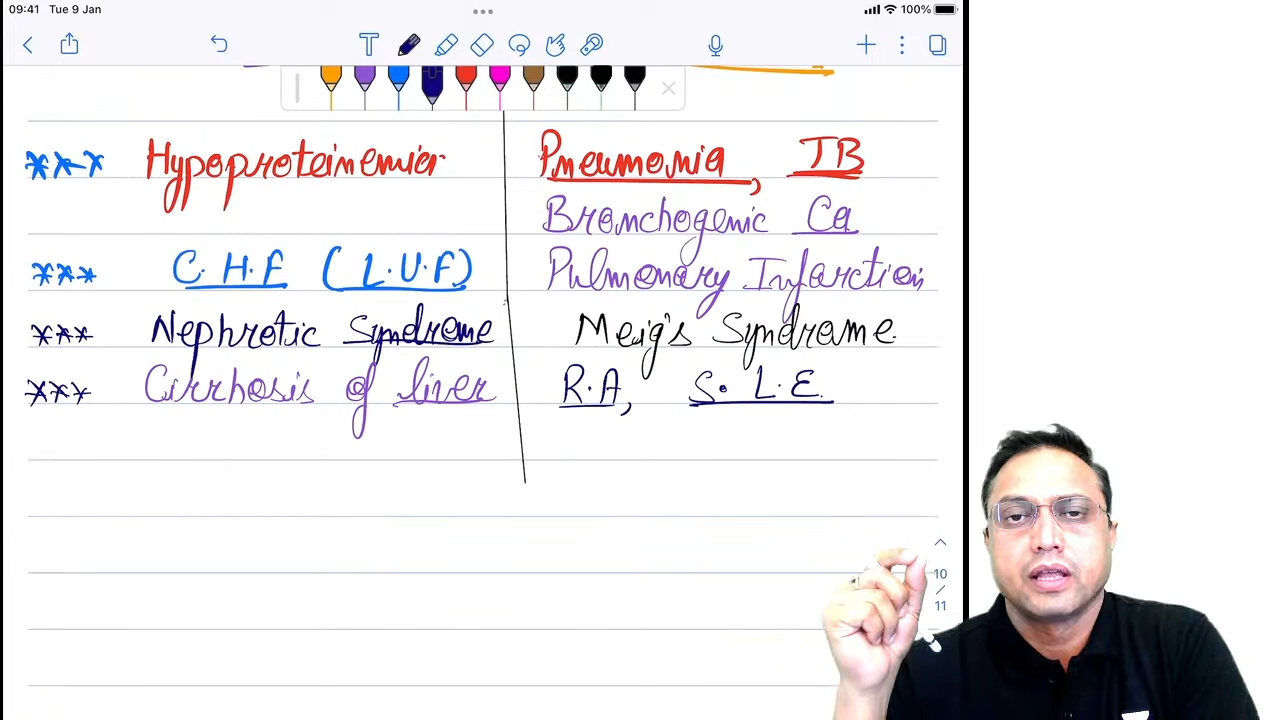 09:41 Tue 9 Jan
100%
T
*** Hypoproteinemia
Pneumonia, TB
Bronchogenic Ca
*** C.H.F (L.V.F)
Pulmonary Infarction
*** Nephrotic Syndrome
Meig's Syndrome
*** Cirrhosis of liver
R.A, S.L.E.
10
/
11